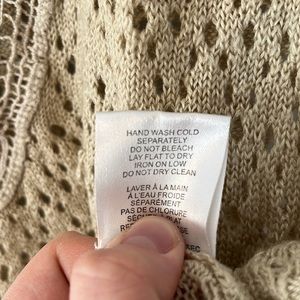 HAND WASH COLD
SEPARATELY
DO NOT BLEACH
LAY FLAT TO DRY
IRON ON LOW
DO NOT DRY CLEAN
LAVER À LA MAIN
À L'EAU FROIDE
SÉPARÉMENT
PAS DE CHLORURE